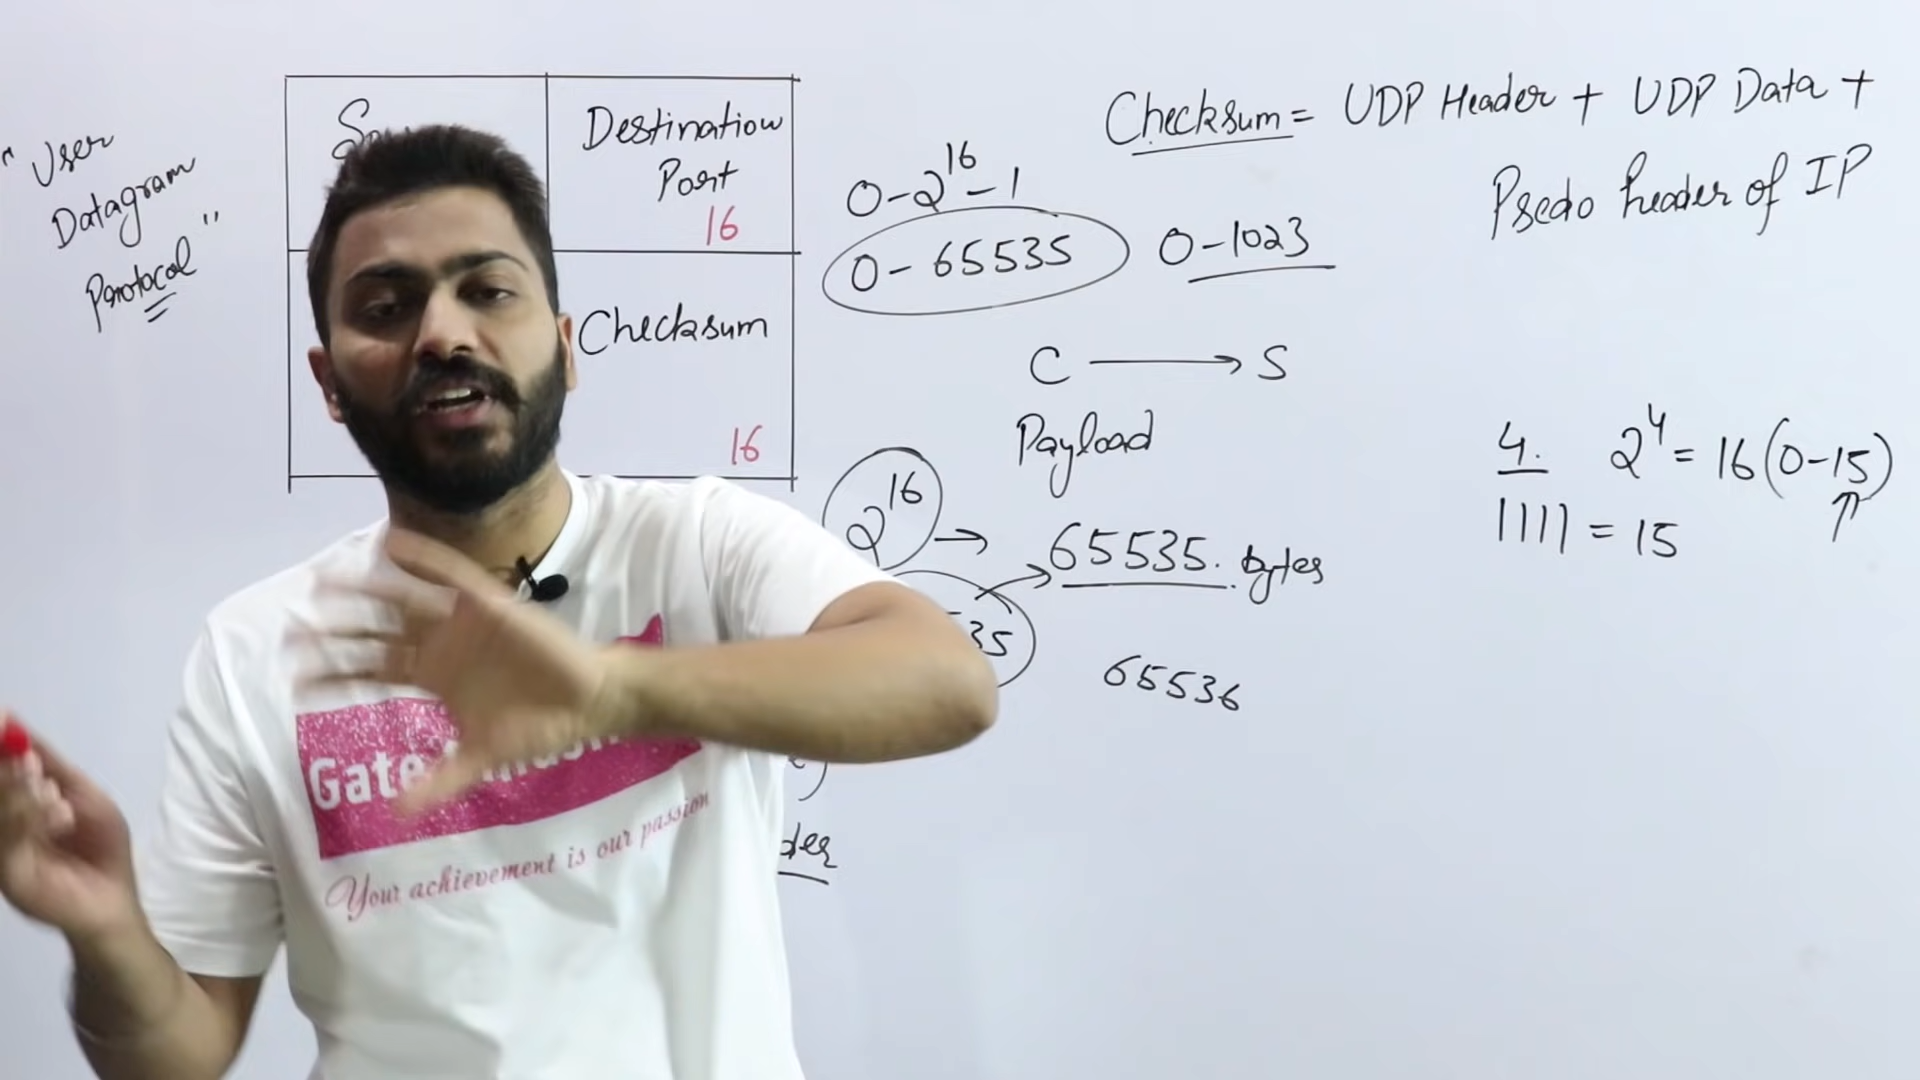 "User
Datagram
Protocol"
Destination
Port
16
Checksum
16
0-2^16-1
0-65535
0-1023
Checksum = UDP Header + UDP Data +
Psedo header of IP
C → S
Payload
2^16 → 65535. bytes
35
65536
4. 2^4 = 16(0-15)
1111 = 15
der
Gate
Your achievement is our passion